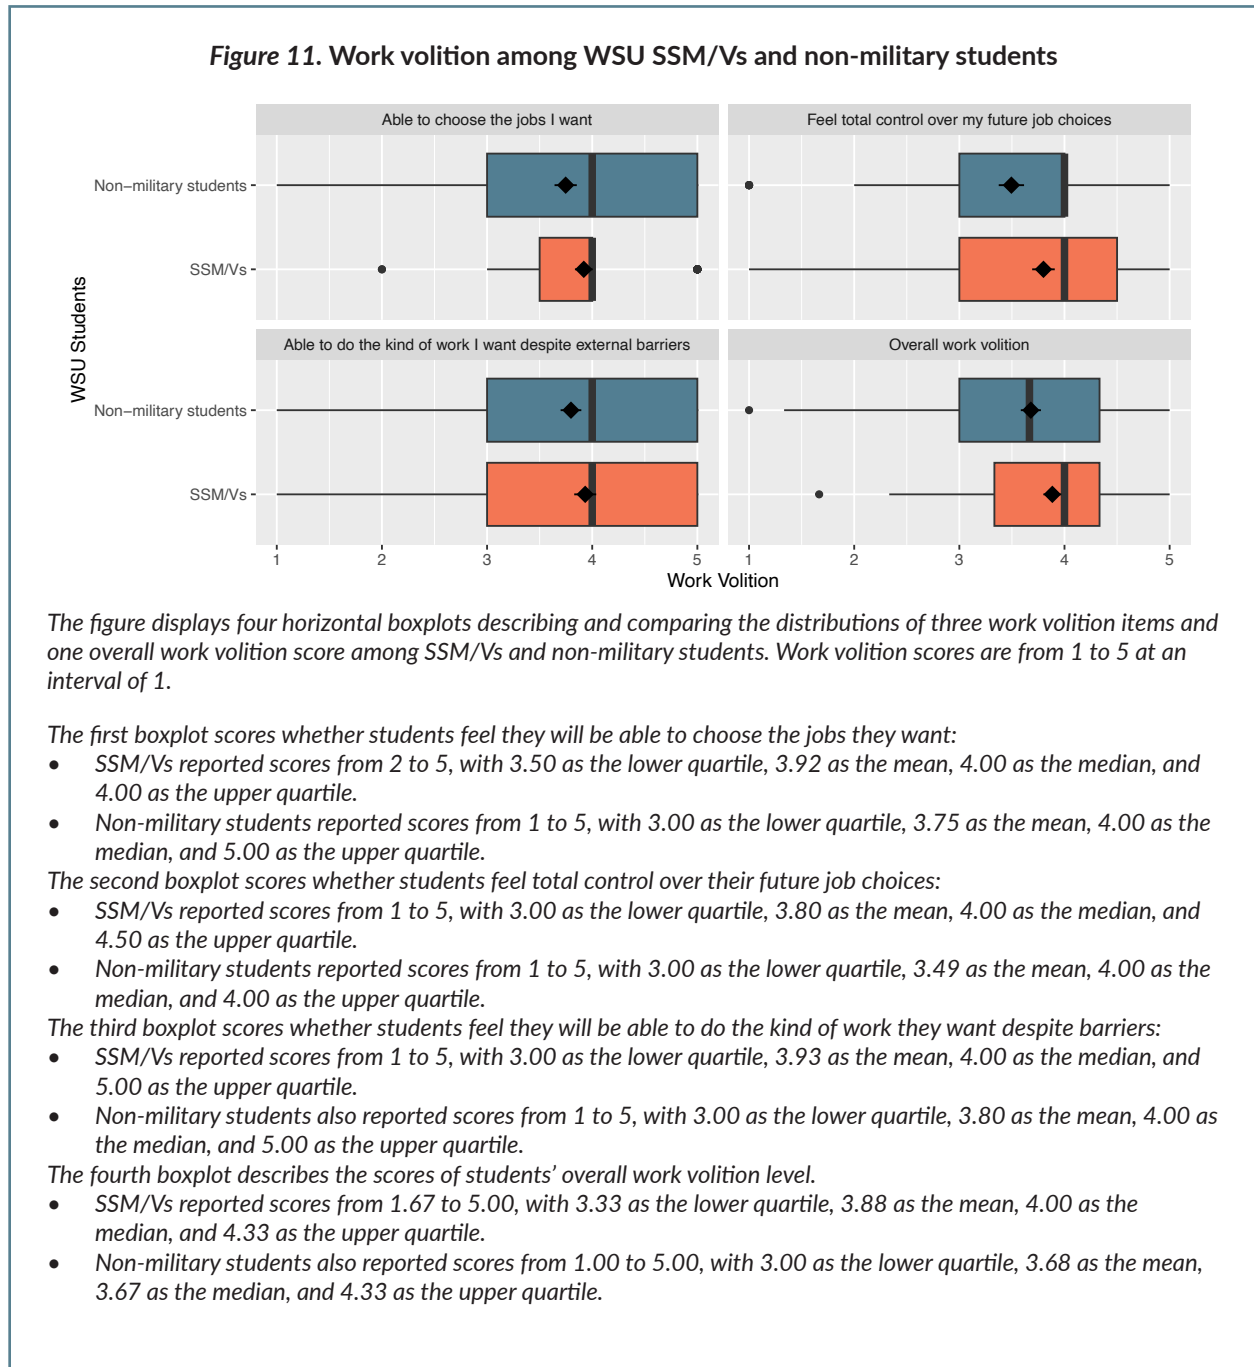 Figure 11. Work volition among WSU SSM/Vs and non-military students
Able to choose the jobs I want
Feel total control over my future job choices
Non−military students
SSM/Vs
Able to do the kind of work I want despite external barriers
Overall work volition
Non−military students
SSM/Vs
WSU Students
1 2 3 4 5
1 2 3 4 5
Work Volition
The figure displays four horizontal boxplots describing and comparing the distributions of three work volition items and
one overall work volition score among SSM/Vs and non-military students. Work volition scores are from 1 to 5 at an
interval of 1.
The first boxplot scores whether students feel they will be able to choose the jobs they want:
• SSM/Vs reported scores from 2 to 5, with 3.50 as the lower quartile, 3.92 as the mean, 4.00 as the median, and
4.00 as the upper quartile.
• Non-military students reported scores from 1 to 5, with 3.00 as the lower quartile, 3.75 as the mean, 4.00 as the
median, and 5.00 as the upper quartile.
The second boxplot scores whether students feel total control over their future job choices:
• SSM/Vs reported scores from 1 to 5, with 3.00 as the lower quartile, 3.80 as the mean, 4.00 as the median, and
4.50 as the upper quartile.
• Non-military students reported scores from 1 to 5, with 3.00 as the lower quartile, 3.49 as the mean, 4.00 as the
median, and 4.00 as the upper quartile.
The third boxplot scores whether students feel they will be able to do the kind of work they want despite barriers:
• SSM/Vs reported scores from 1 to 5, with 3.00 as the lower quartile, 3.93 as the mean, 4.00 as the median, and
5.00 as the upper quartile.
• Non-military students also reported scores from 1 to 5, with 3.00 as the lower quartile, 3.80 as the mean, 4.00 as
the median, and 5.00 as the upper quartile.
The fourth boxplot describes the scores of students’ overall work volition level.
• SSM/Vs reported scores from 1.67 to 5.00, with 3.33 as the lower quartile, 3.88 as the mean, 4.00 as the
median, and 4.33 as the upper quartile.
• Non-military students also reported scores from 1.00 to 5.00, with 3.00 as the lower quartile, 3.68 as the mean,
3.67 as the median, and 4.33 as the upper quartile.